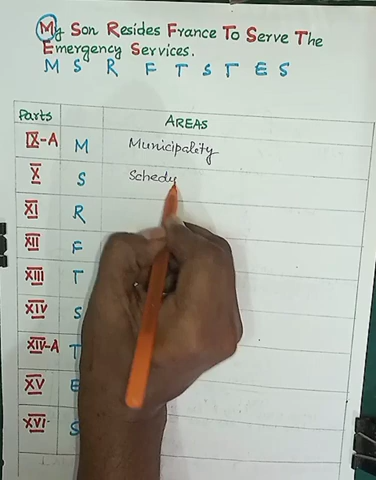 My Son Resides France To Serve The
Emergency Services.
M S R F T S T E S
Parts AREAS
IX-A M Municipality
X S Schedu
XI R
XII F
XIII T
XIV S
XIV-A T
XV E
XVI S